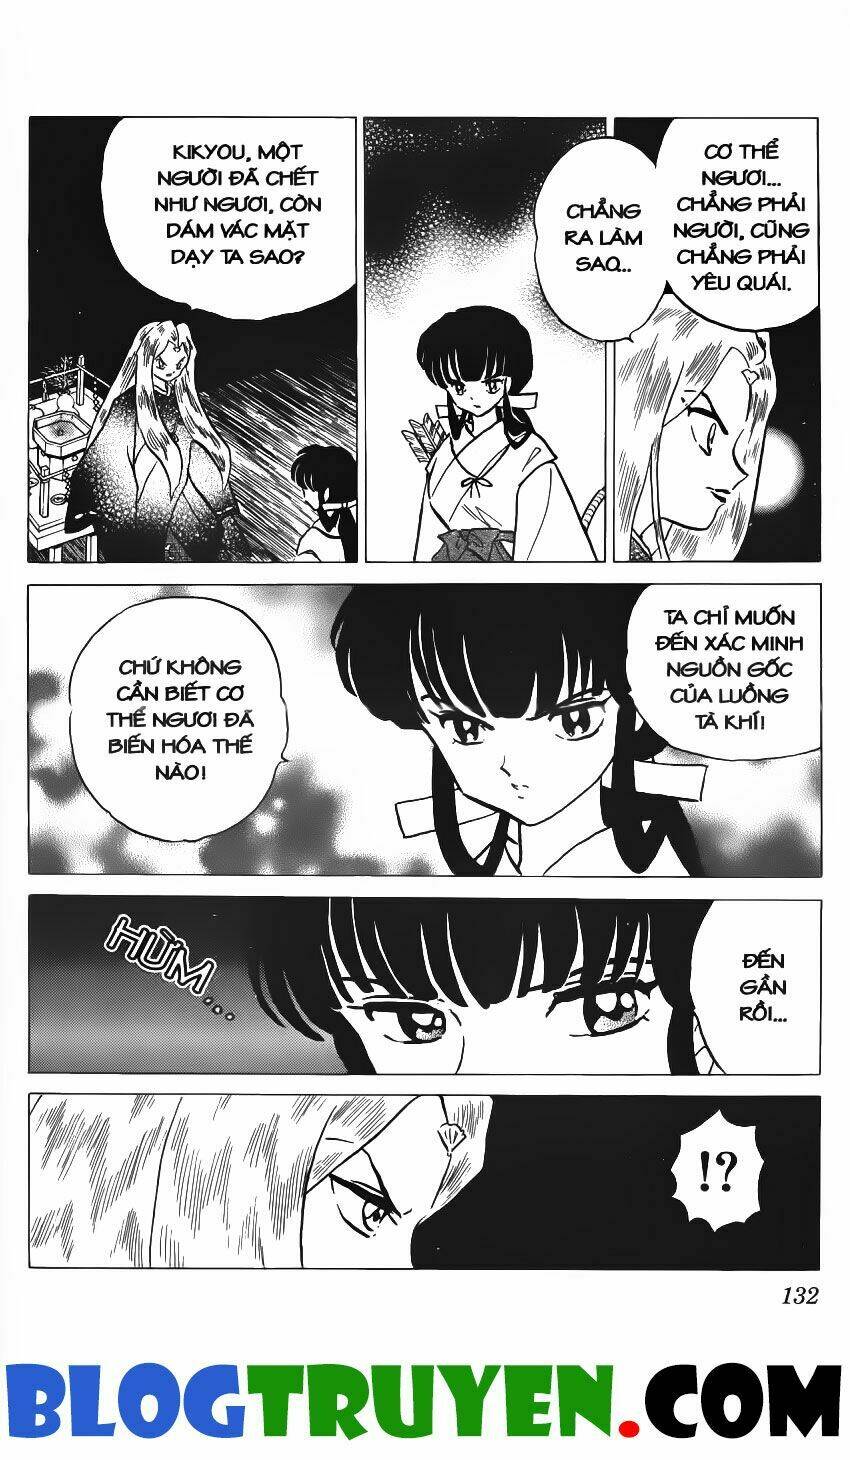 CƠ THỂ
NGƯƠI...
CHẲNG PHẢI
NGƯỜI, CŨNG
CHẲNG PHẢI
YÊU QUÁI.
CHẲNG
RA LÀM
SAO...
KIKYOU, MỘT
NGƯỜI ĐÃ CHẾT
NHƯ NGƯƠI, CÒN
DÁM VÁC MẶT
DẠY TA SAO?
TA CHỈ MUỐN
ĐẾN XÁC MINH
NGUỒN GỐC
CỦA LUỒNG
TÀ KHÍ!
CHỨ KHÔNG
CẦN BIẾT CƠ
THỂ NGƯƠI ĐÃ
BIẾN HÓA THẾ
NÀO!
ĐẾN
GẦN
RỒI...
HỪM...
!?
132
BLOGTRUYEN.COM